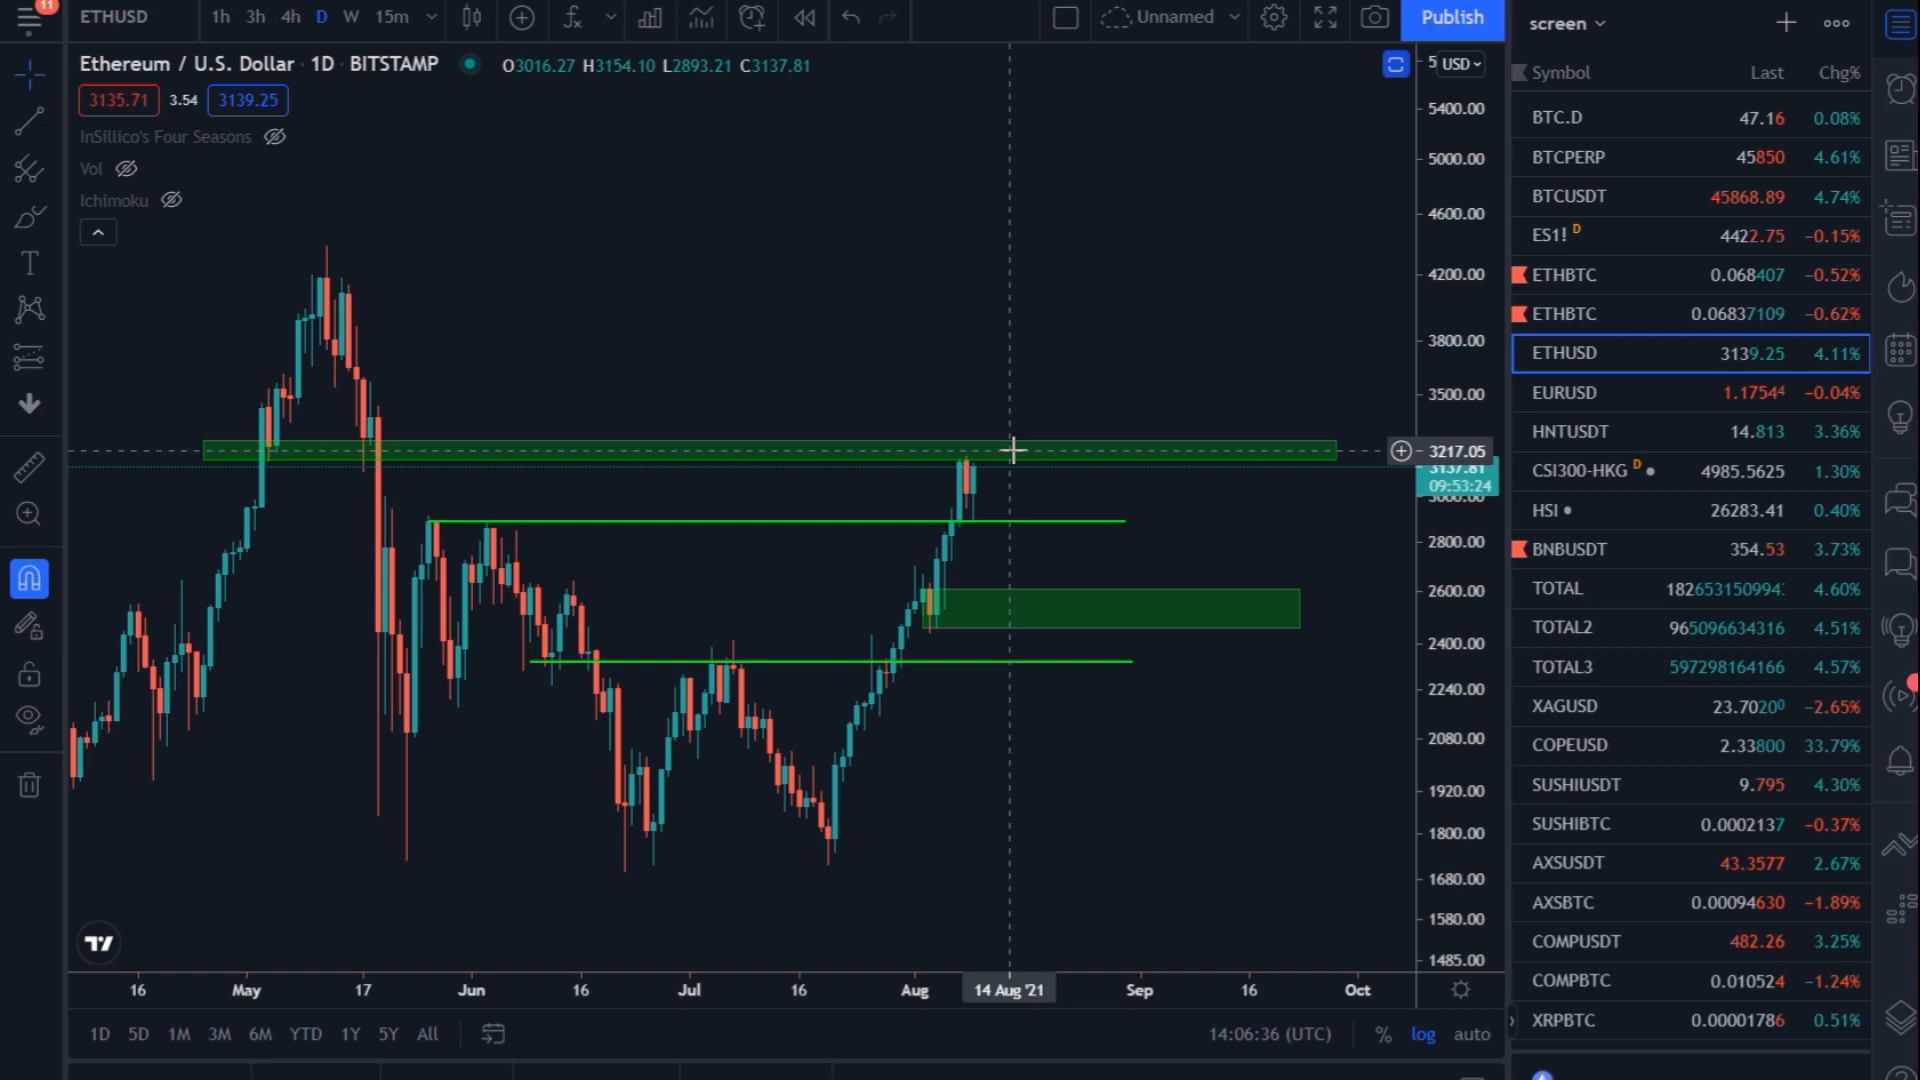 11
ETHUSD 1h 3h 4h D W 15m Unnamed Publish
Ethereum / U.S. Dollar · 1D · BITSTAMP O3016.27 H3154.10 L2893.21 C3137.81
3135.71 3.54 3139.25
InSillico's Four Seasons
Vol
Ichimoku
USD
5400.00
5000.00
4600.00
4200.00
3800.00
3500.00
3217.05
3137.81
09:53:24
3000.00
2800.00
2600.00
2400.00
2240.00
2080.00
1920.00
1800.00
1680.00
1580.00
1485.00
16 May 17 Jun 16 Jul 16 Aug 14 Aug '21 Sep 16 Oct
1D 5D 1M 3M 6M YTD 1Y 5Y All 14:06:36 (UTC) % log auto
screen
Symbol Last Chg%
BTC.D 47.16 0.08%
BTCPERP 45850 4.61%
BTCUSDT 45868.89 4.74%
ES1! D 4422.75 −0.15%
ETHBTC 0.068407 −0.52%
ETHBTC 0.06837109 −0.62%
ETHUSD 3139.25 4.11%
EURUSD 1.17544 −0.04%
HNTUSDT 14.813 3.36%
CSI300-HKG D 4985.5625 1.30%
HSI 26283.41 0.40%
BNBUSDT 354.53 3.73%
TOTAL 182653150994 4.60%
TOTAL2 965096634316 4.51%
TOTAL3 597298164166 4.57%
XAGUSD 23.70200 −2.65%
COPEUSD 2.33800 33.79%
SUSHIUSDT 9.795 4.30%
SUSHIBTC 0.0002137 −0.37%
AXSUSDT 43.3577 2.67%
AXSBTC 0.00094630 −1.89%
COMPUSDT 482.26 3.25%
COMPBTC 0.010524 −1.24%
XRPBTC 0.00001786 0.51%